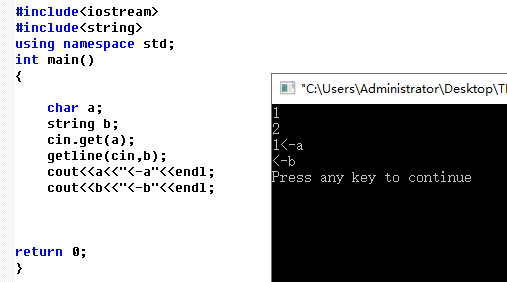 #include<iostream>
#include<string>
using namespace std;
int main()
{
char a;
string b;
cin.get(a);
getline(cin,b);
cout<<a<<"<-a"<<endl;
cout<<b<<"<-b"<<endl;
return 0;
}
"C:\Users\Administrator\Desktop\T
1
2
1<-a
<-b
Press any key to continue